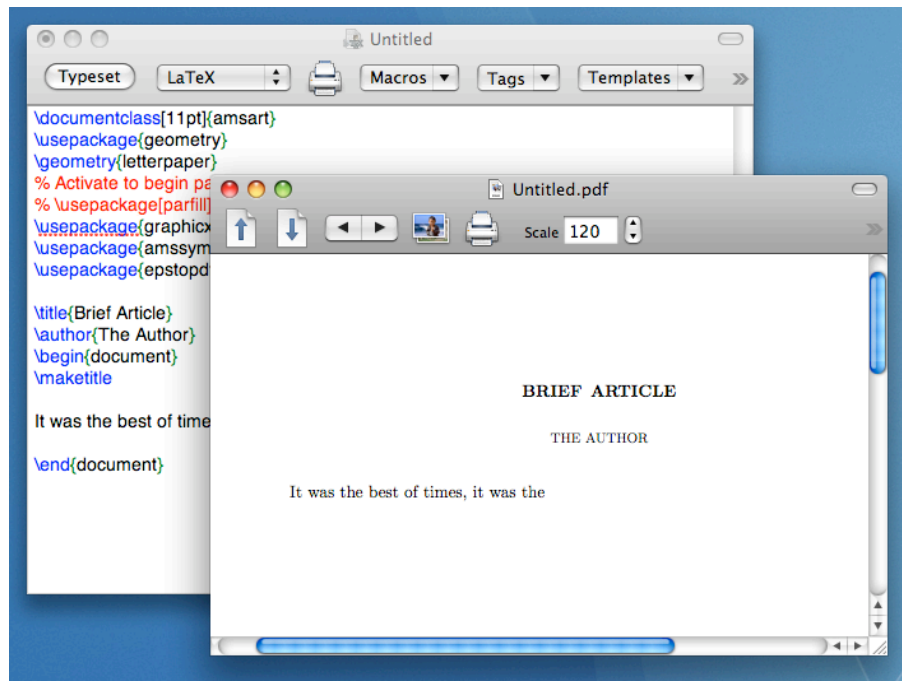 Untitled
Typeset LaTeX Macros Tags Templates »
\documentclass[11pt]{amsart}
\usepackage{geometry}
\geometry{letterpaper}
% Activate to begin pa
% \usepackage[parfill]
\usepackage{graphicx
\usepackage{amssym
\usepackage{epstopd
\title{Brief Article}
\author{The Author}
\begin{document}
\maketitle
It was the best of time
\end{document}
Untitled.pdf
Scale 120 »
BRIEF ARTICLE
THE AUTHOR
It was the best of times, it was the